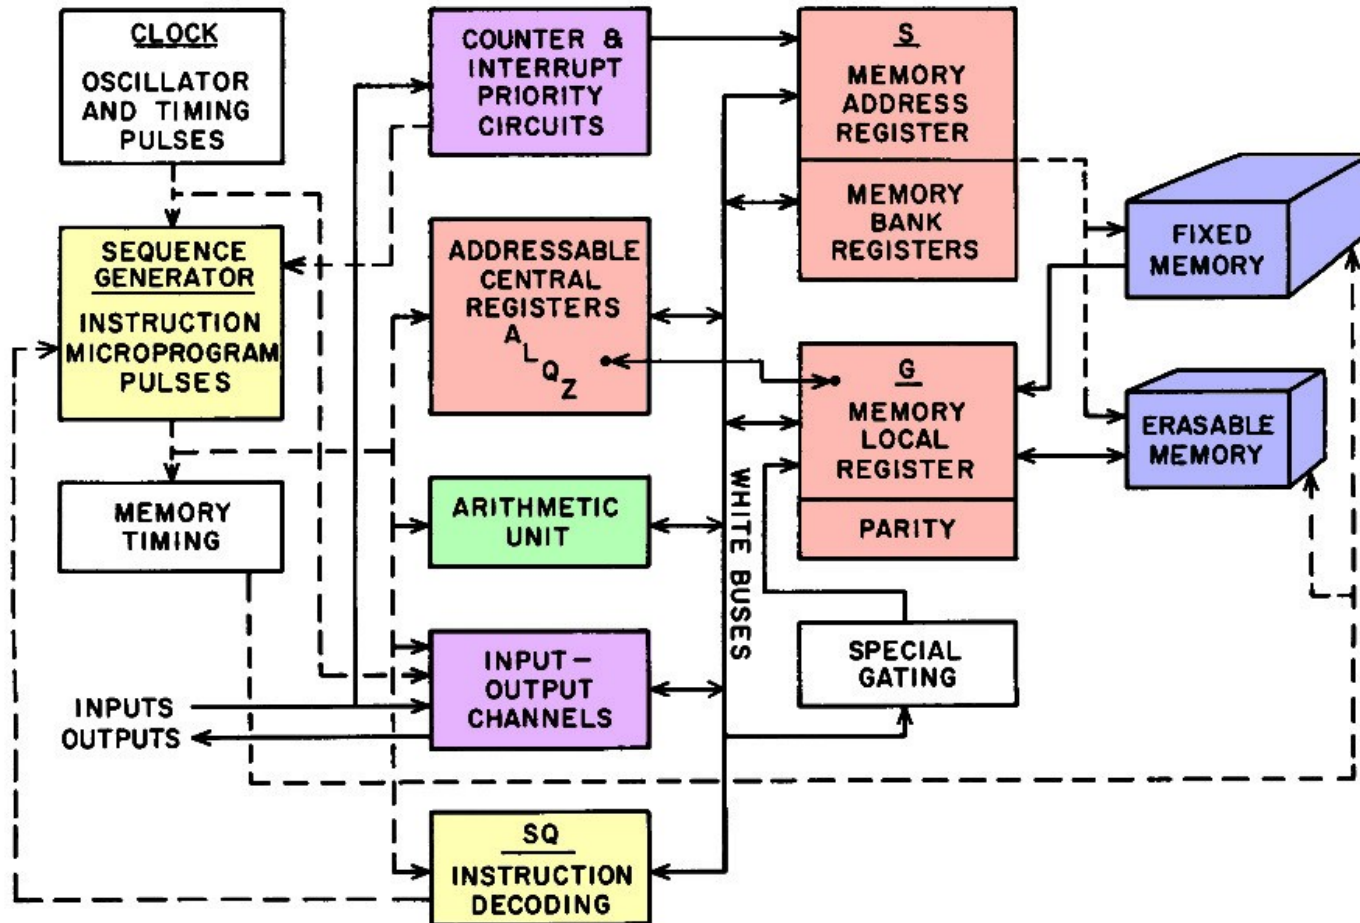 CLOCK
OSCILLATOR
AND TIMING
PULSES
SEQUENCE
GENERATOR
INSTRUCTION
MICROPROGRAM
PULSES
MEMORY
TIMING
INPUTS
OUTPUTS
COUNTER &
INTERRUPT
PRIORITY
CIRCUITS
ADDRESSABLE
CENTRAL
REGISTERS
A
L
Q
Z
ARITHMETIC
UNIT
INPUT-
OUTPUT
CHANNELS
SQ
INSTRUCTION
DECODING
WHITE BUSES
S
MEMORY
ADDRESS
REGISTER
MEMORY
BANK
REGISTERS
G
MEMORY
LOCAL
REGISTER
PARITY
SPECIAL
GATING
FIXED
MEMORY
ERASABLE
MEMORY